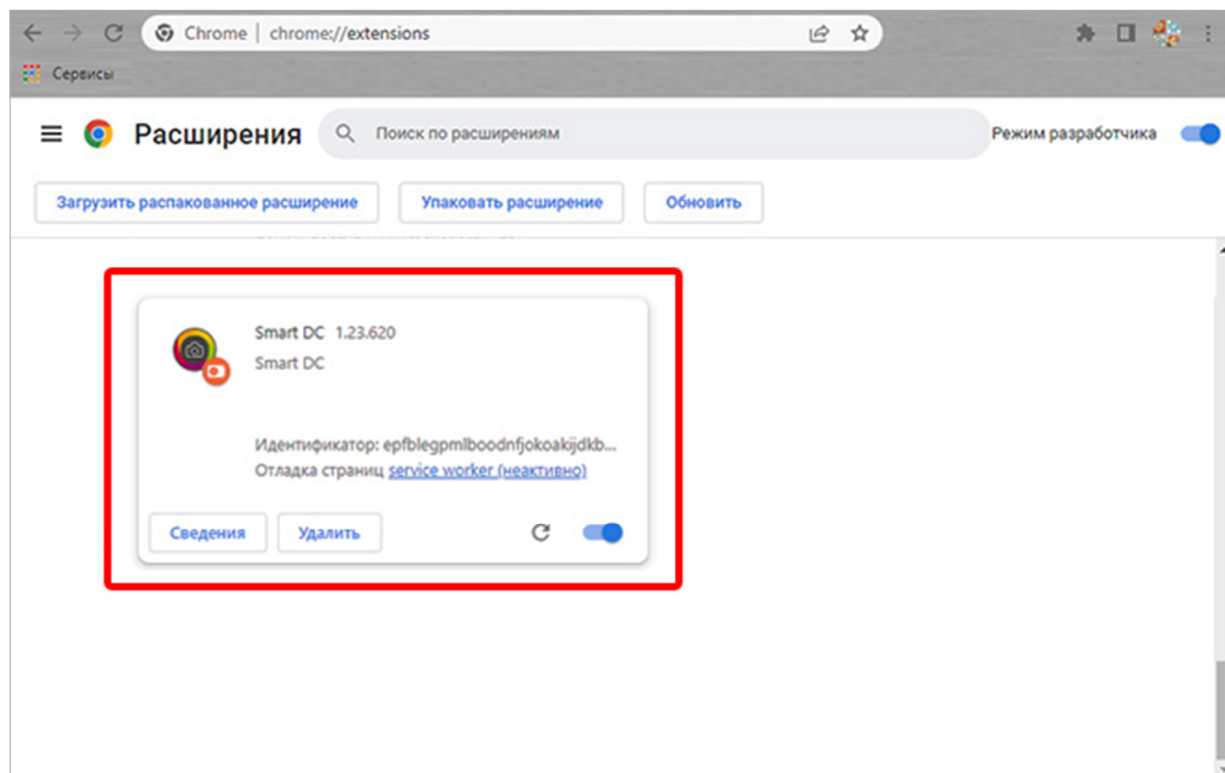 Chrome | chrome://extensions
Сервисы
Расширения
Поиск по расширениям
Режим разработчика
Загрузить распакованное расширение
Упаковать расширение
Обновить
Smart DC 1.23.620
Smart DC
Идентификатор: epfblegpmlboodnfjokoakijdkb...
Отладка страниц service worker (неактивно)
Сведения
Удалить